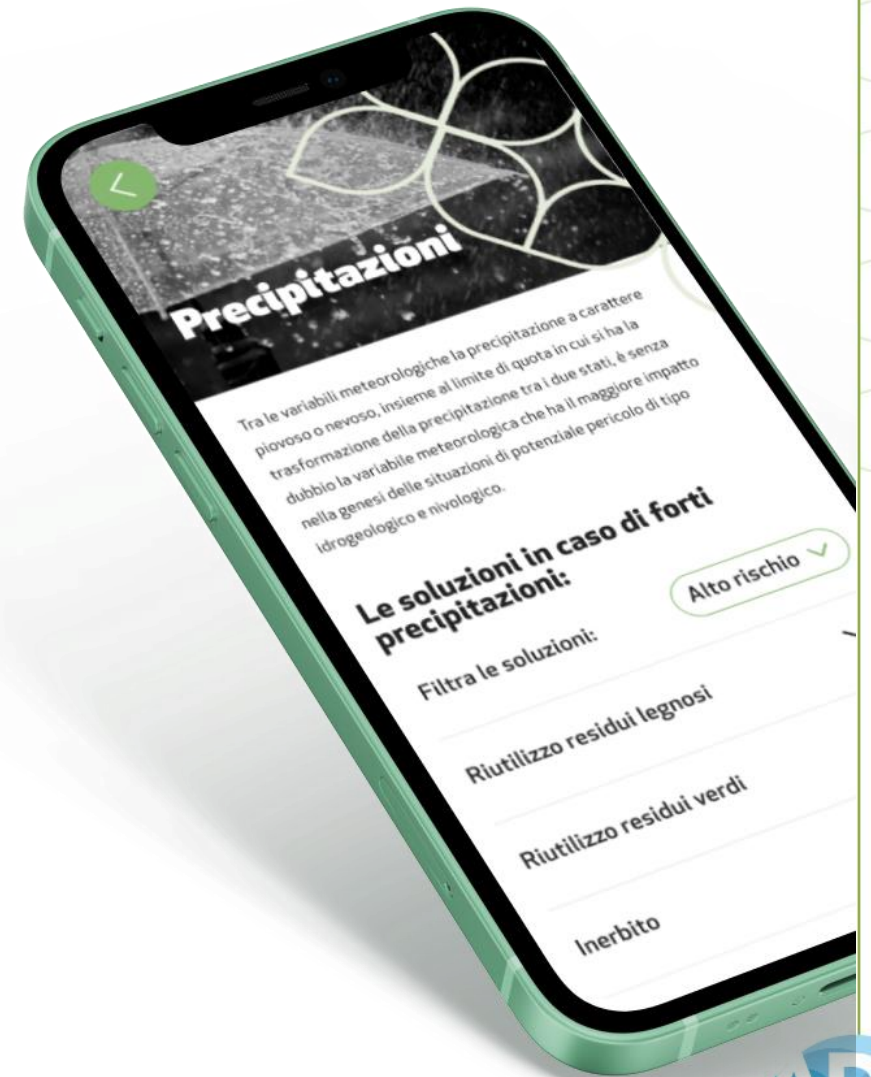 Precipitazioni
Tra le variabili meteorologiche la precipitazione a carattere
piovoso o nevoso, insieme al limite di quota in cui si ha la
trasformazione della precipitazione tra i due stati, è senza
dubbio la variabile meteorologica che ha il maggiore impatto
nella genesi delle situazioni di potenziale pericolo di tipo
idrogeologico e nivologico.
Le soluzioni in caso di forti
precipitazioni:
Filtra le soluzioni:
Alto rischio
Riutilizzo residui legnosi
Riutilizzo residui verdi
Inerbito